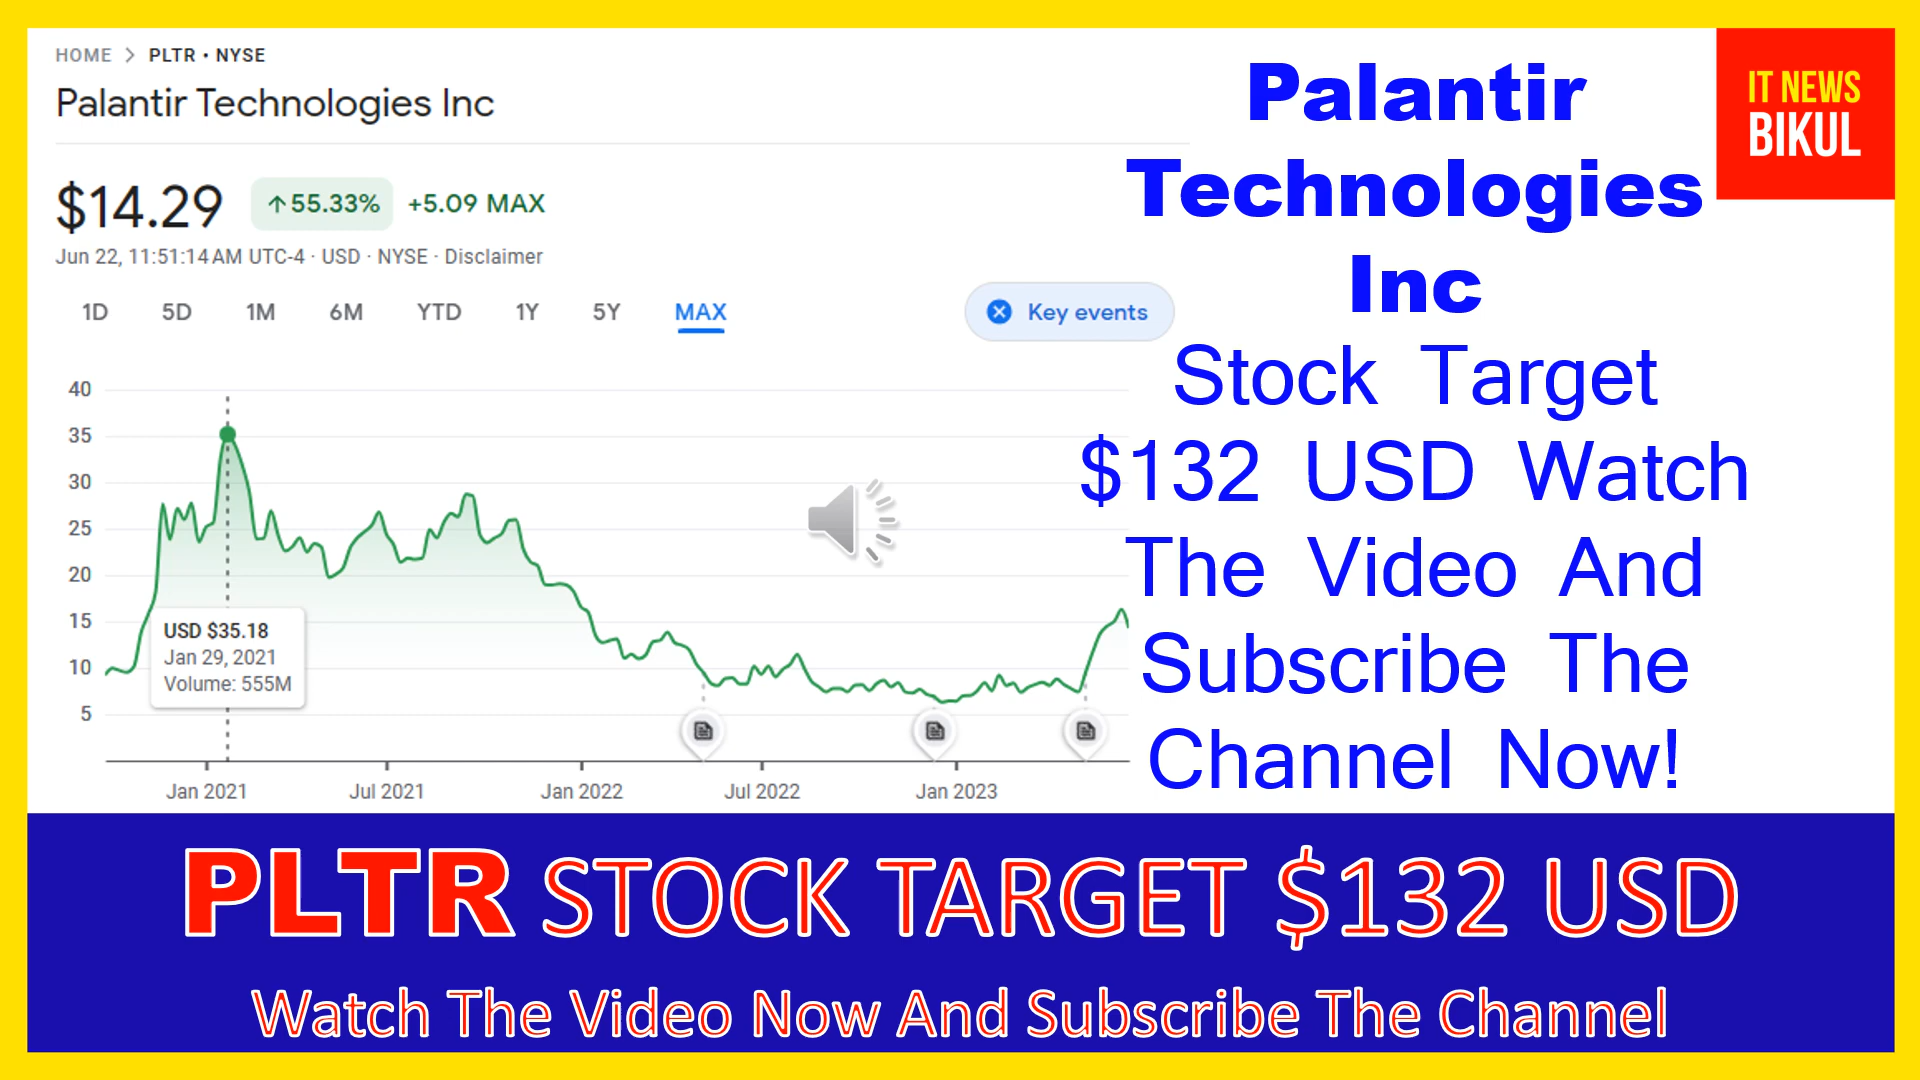 HOME > PLTR • NYSE
Palantir Technologies Inc
$14.29 ↑55.33% +5.09 MAX
Jun 22, 11:51:14 AM UTC-4 · USD · NYSE · Disclaimer
1D 5D 1M 6M YTD 1Y 5Y MAX
Key events
40
35
30
25
20
15
10
5
USD $35.18
Jan 29, 2021
Volume: 555M
Jan 2021 Jul 2021 Jan 2022 Jul 2022 Jan 2023
Palantir
Technologies
Inc
Stock Target
$132 USD Watch
The Video And
Subscribe The
Channel Now!
IT NEWS
BIKUL
PLTR STOCK TARGET $132 USD
Watch The Video Now And Subscribe The Channel